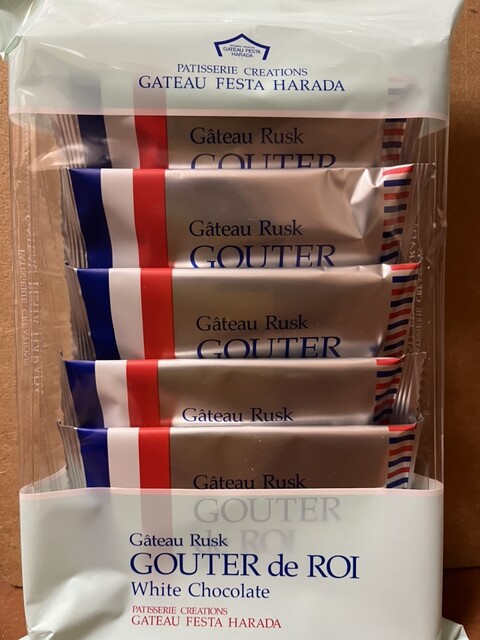 GATEAU FESTA
HARADA
PATISSERIE CREATIONS
GATEAU FESTA HARADA
Gâteau Rusk
GOUTER
Gâteau Rusk
GOUTER
Gâteau Rusk
GOUTER
Gâteau Rusk
Gâteau Rusk
GOUTER
de ROI
Gâteau Rusk
GOUTER de ROI
White Chocolate
PATISSERIE CREATIONS
GATEAU FESTA HARADA